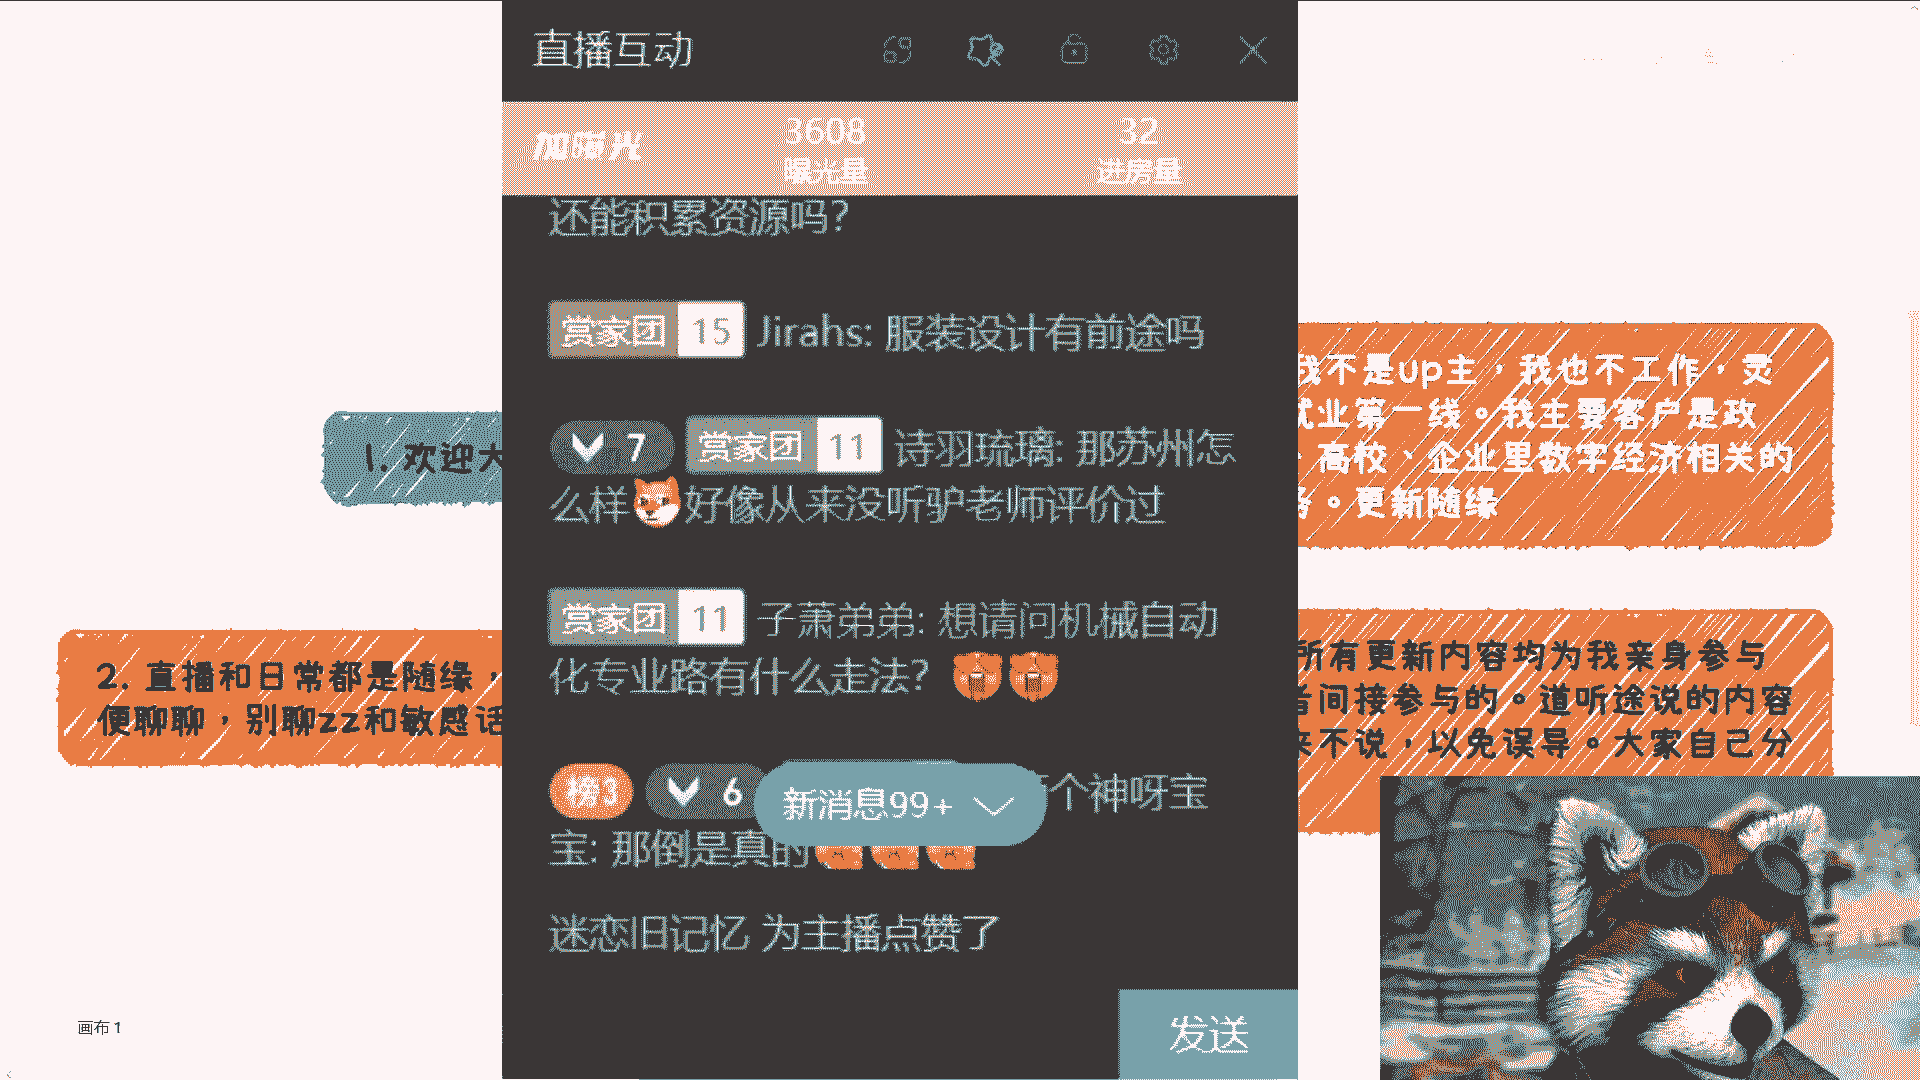 直播互动
加曝光
3608
曝光量
32
进房量
还能积累资源吗?
赏家团 15 Jirahs: 服装设计有前途吗
7 赏家团 11 诗羽琉璃: 那苏州怎
么样好像从来没听驴老师评价过
赏家团 11 子萧弟弟: 想请问机械自动
化专业路有什么走法?
榜3 6 个神呀宝
宝: 那倒是真的
新消息99+
迷恋旧记忆 为主播点赞了
发送
1. 欢迎大
2. 直播和日常都是随缘，
便聊聊，别聊zz和敏感话
我不是up主，我也不工作，灵
就业第一线。我主要客户是政
、高校、企业里数字经济相关的
务。更新随缘
所有更新内容均为我亲身参与
者间接参与的。道听途说的内容
来不说，以免误导。大家自己分
画布 1